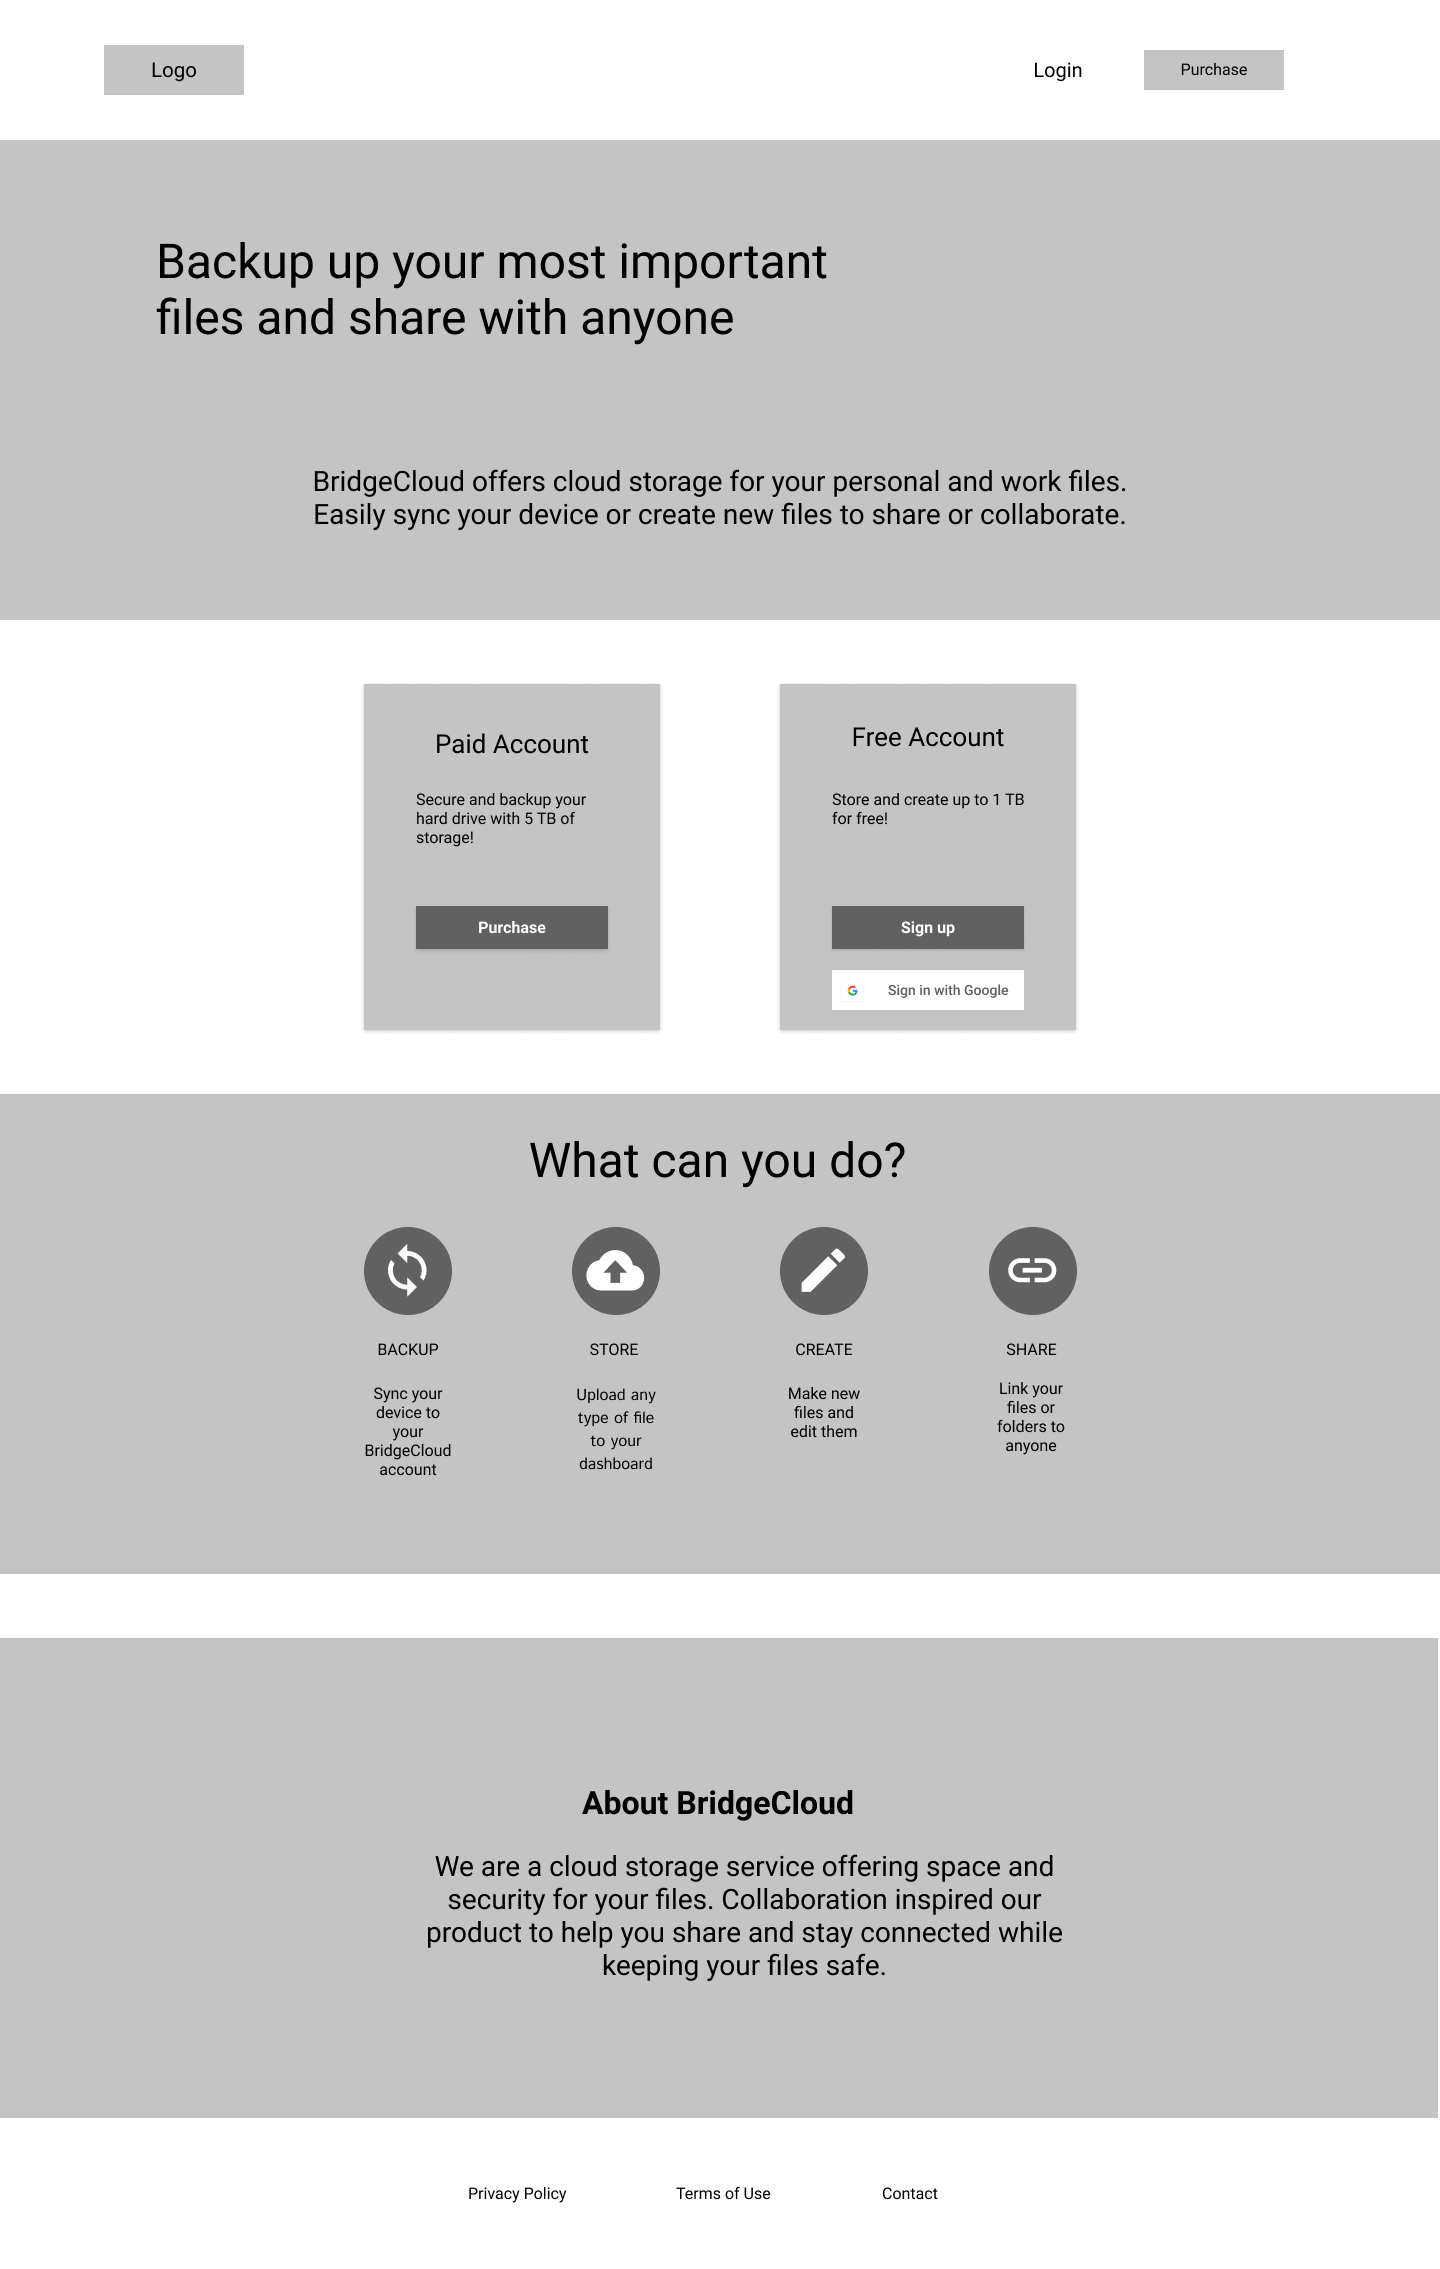 Logo
Login
Purchase
Backup up your most important
files and share with anyone
BridgeCloud offers cloud storage for your personal and work files.
Easily sync your device or create new files to share or collaborate.
Paid Account
Secure and backup your
hard drive with 5 TB of
storage!
Purchase
Free Account
Store and create up to 1 TB
for free!
Sign up
G
Sign in with Google
What can you do?
BACKUP
Sync your
device to
your
BridgeCloud
account
STORE
Upload any
type of file
to your
dashboard
CREATE
Make new
files and
edit them
SHARE
Link your
files or
folders to
anyone
About BridgeCloud
We are a cloud storage service offering space and
security for your files. Collaboration inspired our
product to help you share and stay connected while
keeping your files safe.
Privacy Policy
Terms of Use
Contact